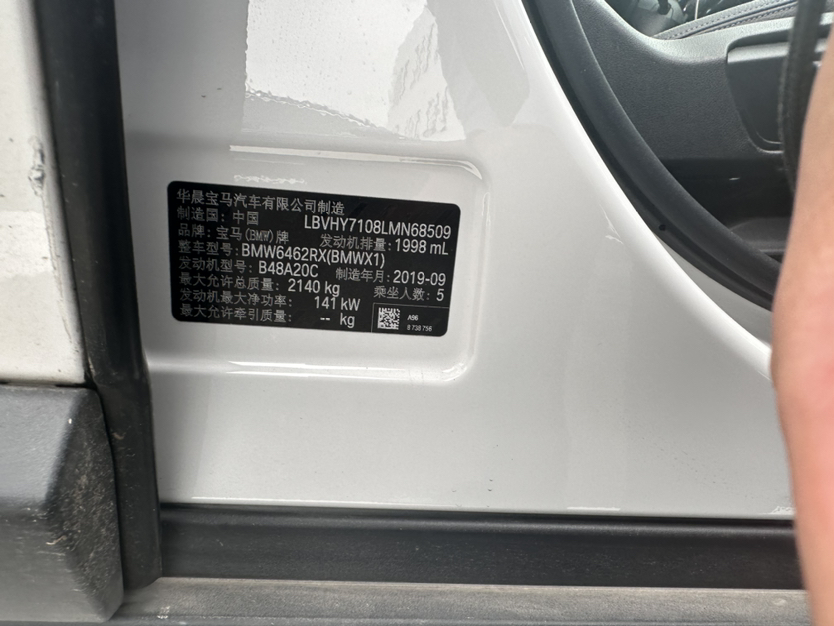 华晨宝马汽车有限公司制造
制造国: 中国 LBVHY7108LMN68509
品牌: 宝马(BMW)牌 发动机排量: 1998 mL
整车型号: BMW6462RX(BMWX1)
发动机型号: B48A20C 制造年月: 2019-09
最大允许总质量: 2140 kg 乘坐人数: 5
发动机最大净功率: 141 kW
最大允许牵引质量: -- kg
A96
8 738 756